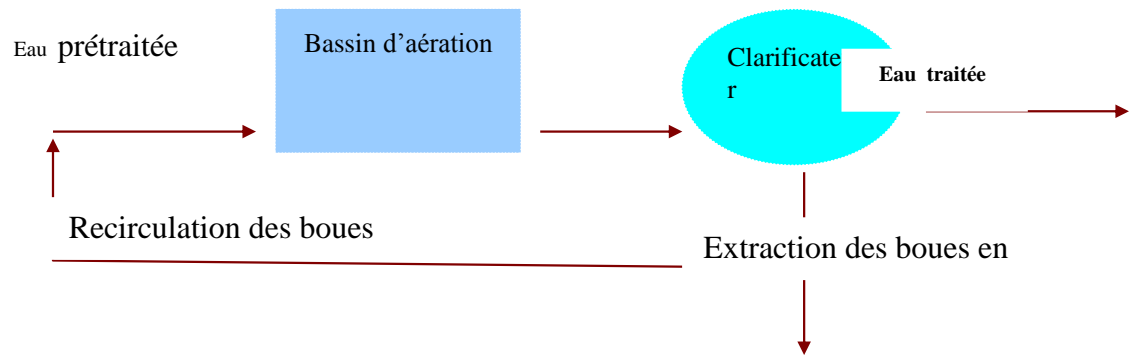 Eau prétraitée
Bassin d’aération
Clarificate
r
Eau traitée
Recirculation des boues
Extraction des boues en